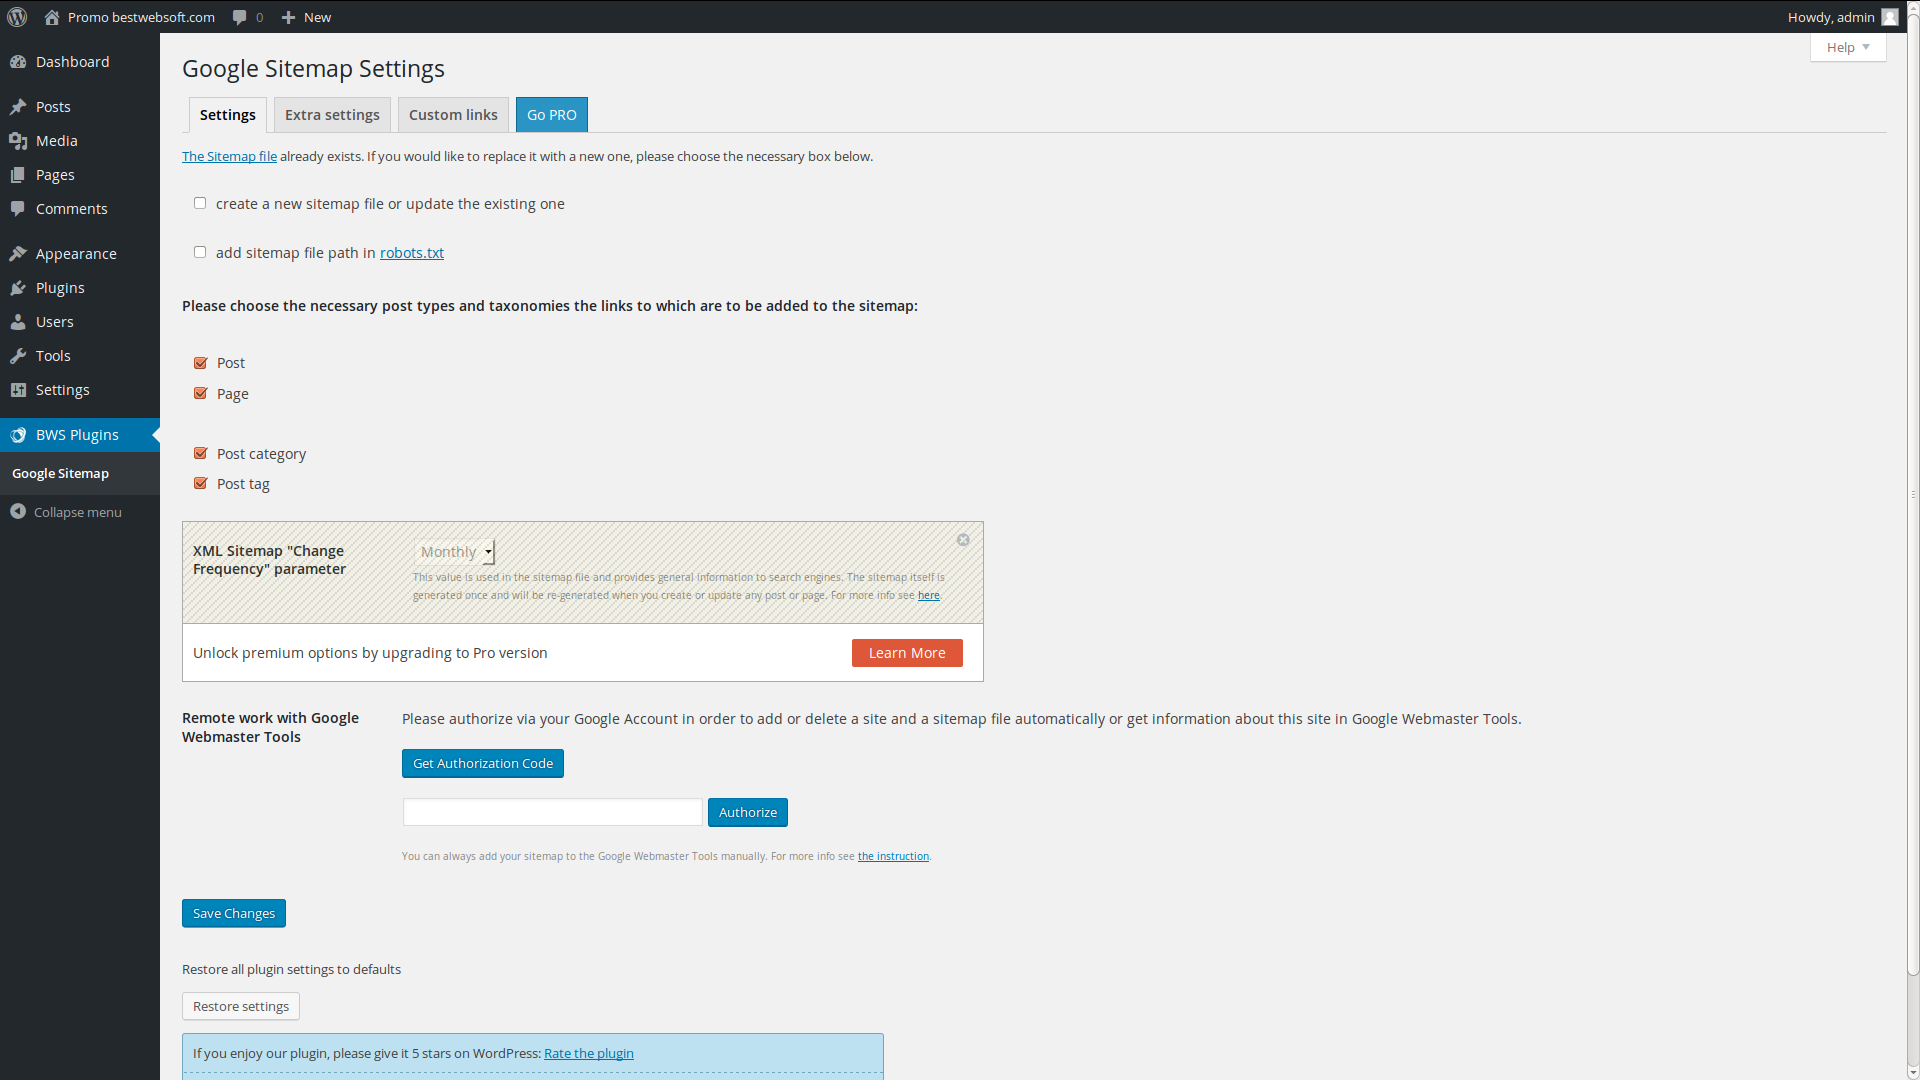 Promo bestwebsoft.com 0 New Howdy, admin
Help
Dashboard
Posts
Media
Pages
Comments
Appearance
Plugins
Users
Tools
Settings
BWS Plugins
Google Sitemap
Collapse menu
Google Sitemap Settings
Settings Extra settings Custom links Go PRO
The Sitemap file already exists. If you would like to replace it with a new one, please choose the necessary box below.
create a new sitemap file or update the existing one
add sitemap file path in robots.txt
Please choose the necessary post types and taxonomies the links to which are to be added to the sitemap:
Post
Page
Post category
Post tag
XML Sitemap "Change
Frequency" parameter
Monthly
This value is used in the sitemap file and provides general information to search engines. The sitemap itself is
generated once and will be re-generated when you create or update any post or page. For more info see here.
Unlock premium options by upgrading to Pro version
Learn More
Remote work with Google
Webmaster Tools
Please authorize via your Google Account in order to add or delete a site and a sitemap file automatically or get information about this site in Google Webmaster Tools.
Get Authorization Code
Authorize
You can always add your sitemap to the Google Webmaster Tools manually. For more info see the instruction.
Save Changes
Restore all plugin settings to defaults
Restore settings
If you enjoy our plugin, please give it 5 stars on WordPress: Rate the plugin